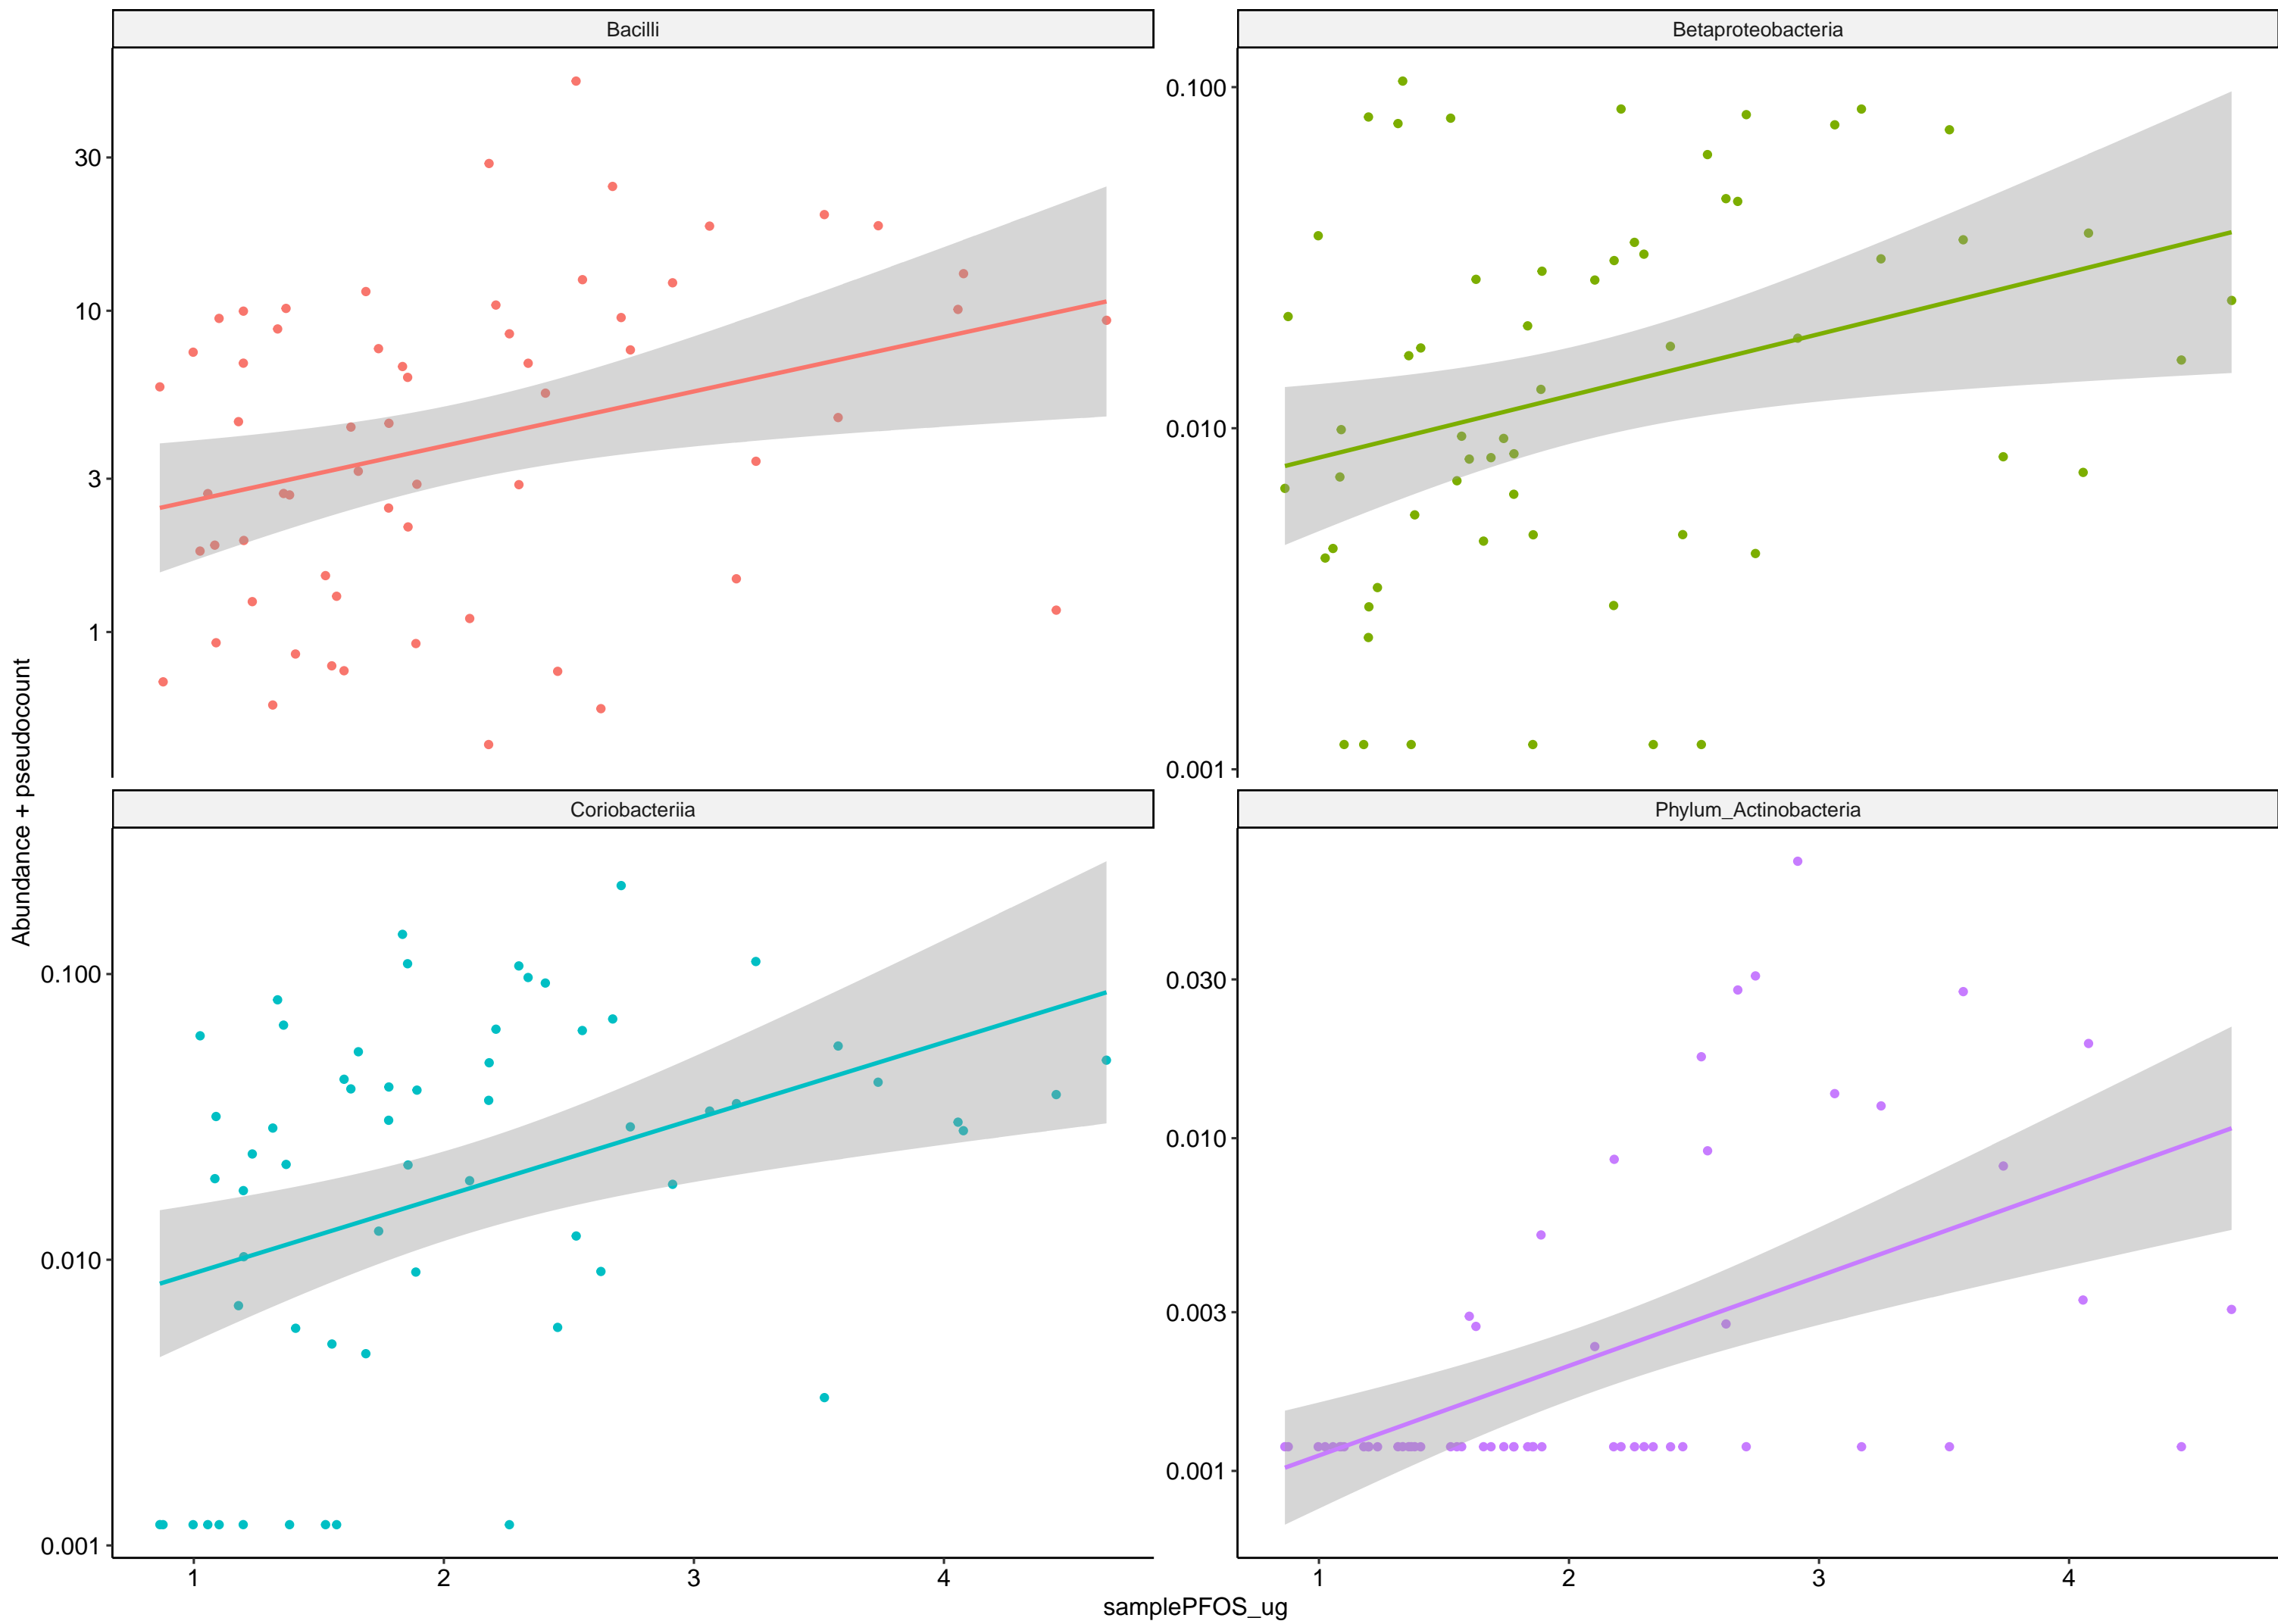 Bacilli
Betaproteobacteria
30
10
3
1
0.100
0.010
0.001
Abundance + pseudocount
Coriobacteriia
Phylum_Actinobacteria
0.100
0.010
0.001
0.030
0.010
0.003
0.001
1 2 3 4
1 2 3 4
samplePFOS_ug